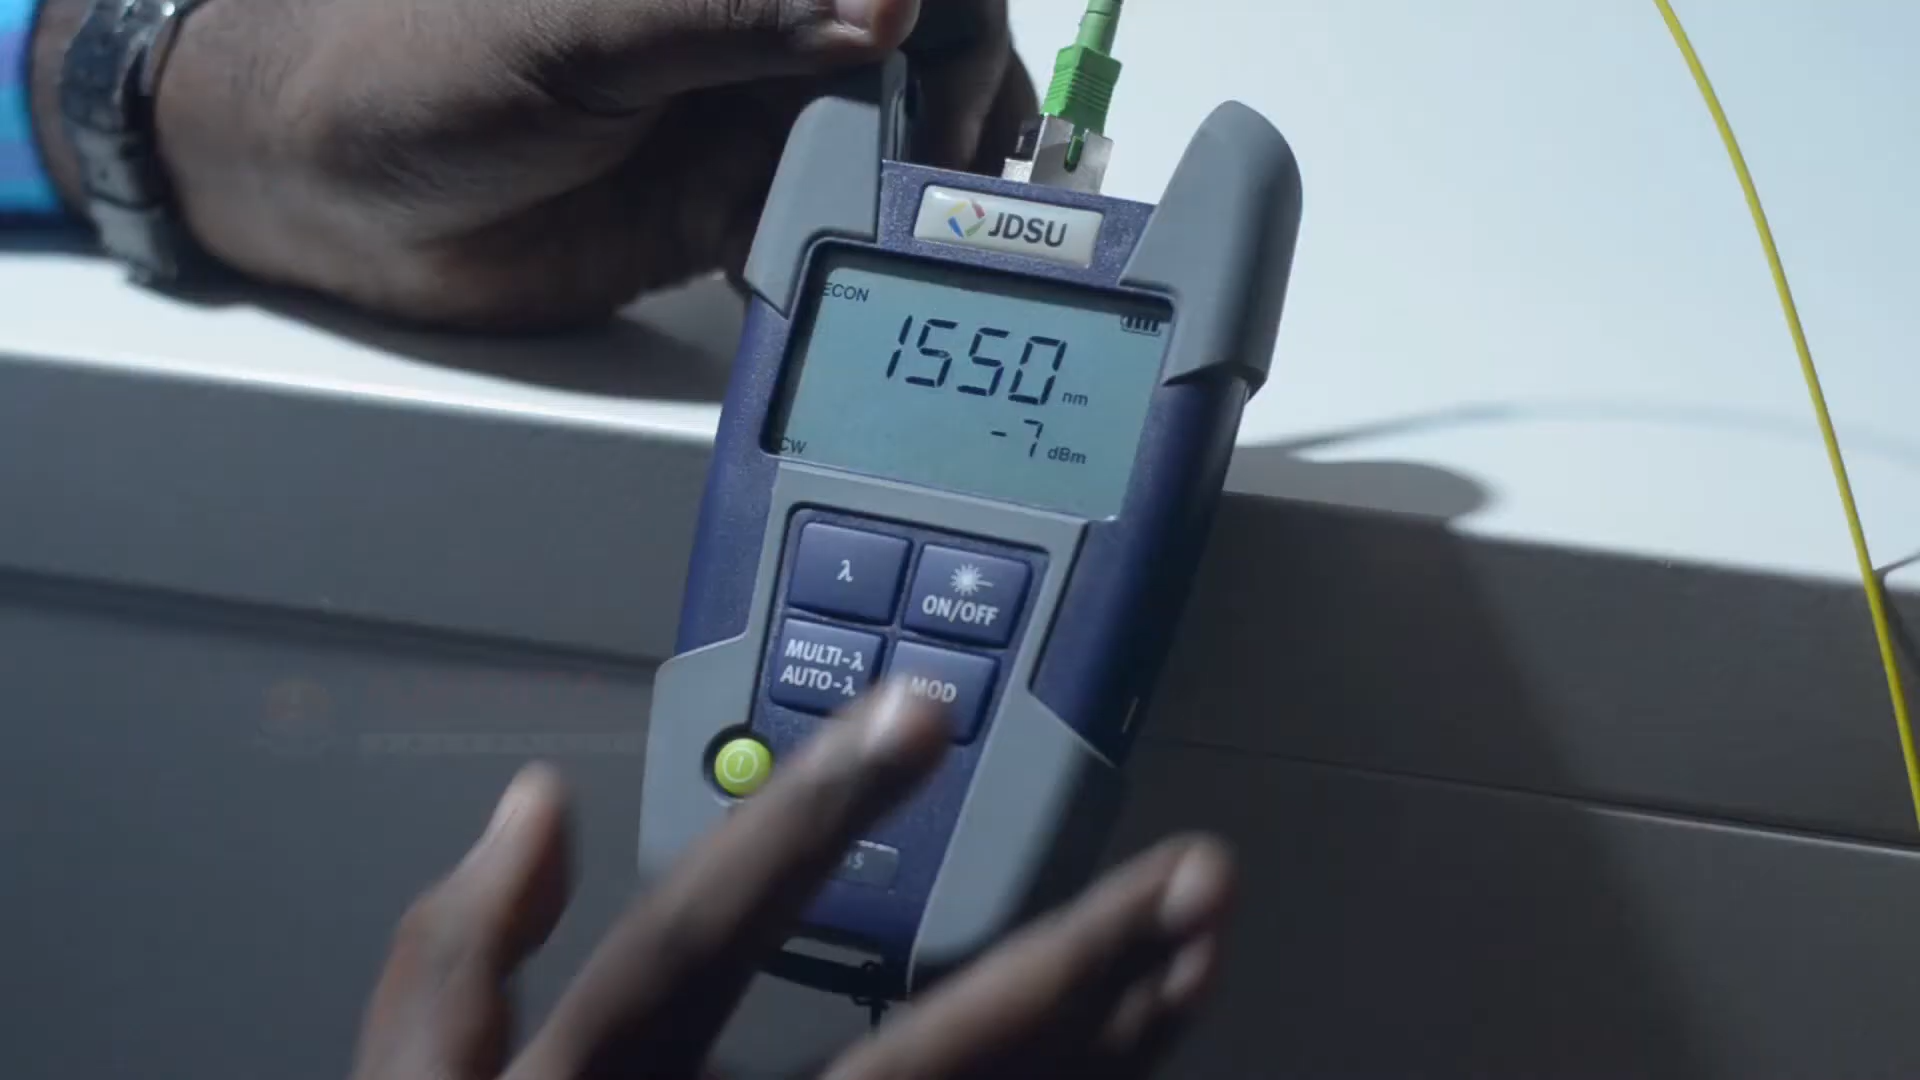 JDSU
ECON
1550 nm
-7 dBm
CW
λ
ON/OFF
MULTI-λ
AUTO-λ
MOD